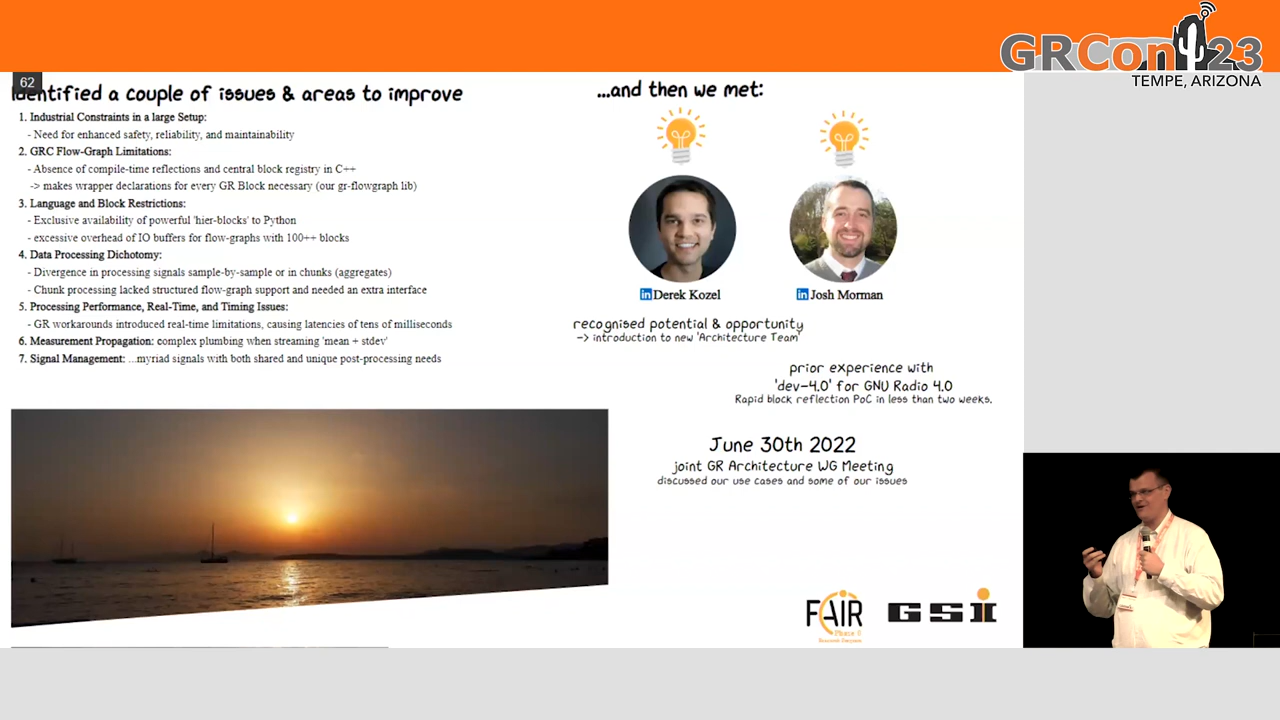 GRCon 23
TEMPE, ARIZONA
62
Identified a couple of issues & areas to improve
1. Industrial Constraints in a large Setup:
- Need for enhanced safety, reliability, and maintainability
2. GRC Flow-Graph Limitations:
- Absence of compile-time reflections and central block registry in C++
-> makes wrapper declarations for every GR Block necessary (our gr-flowgraph lib)
3. Language and Block Restrictions:
- Exclusive availability of powerful 'hier-blocks' to Python
- excessive overhead of IO buffers for flow-graphs with 100++ blocks
4. Data Processing Dichotomy:
- Divergence in processing signals sample-by-sample or in chunks (aggregates)
- Chunk processing lacked structured flow-graph support and needed an extra interface
5. Processing Performance, Real-Time, and Timing Issues:
- GR workarounds introduced real-time limitations, causing latencies of tens of milliseconds
6. Measurement Propagation: complex plumbing when streaming 'mean + stdev'
7. Signal Management: ...myriad signals with both shared and unique post-processing needs
...and then we met:
in Derek Kozel
in Josh Morman
recognised potential & opportunity
-> introduction to new 'Architecture Team'
prior experience with
'dev-4.0' for GNU Radio 4.0
Rapid block reflection PoC in less than two weeks.
June 30th 2022
joint GR Architecture WG Meeting
discussed our use cases and some of our issues
FAIR
GSI